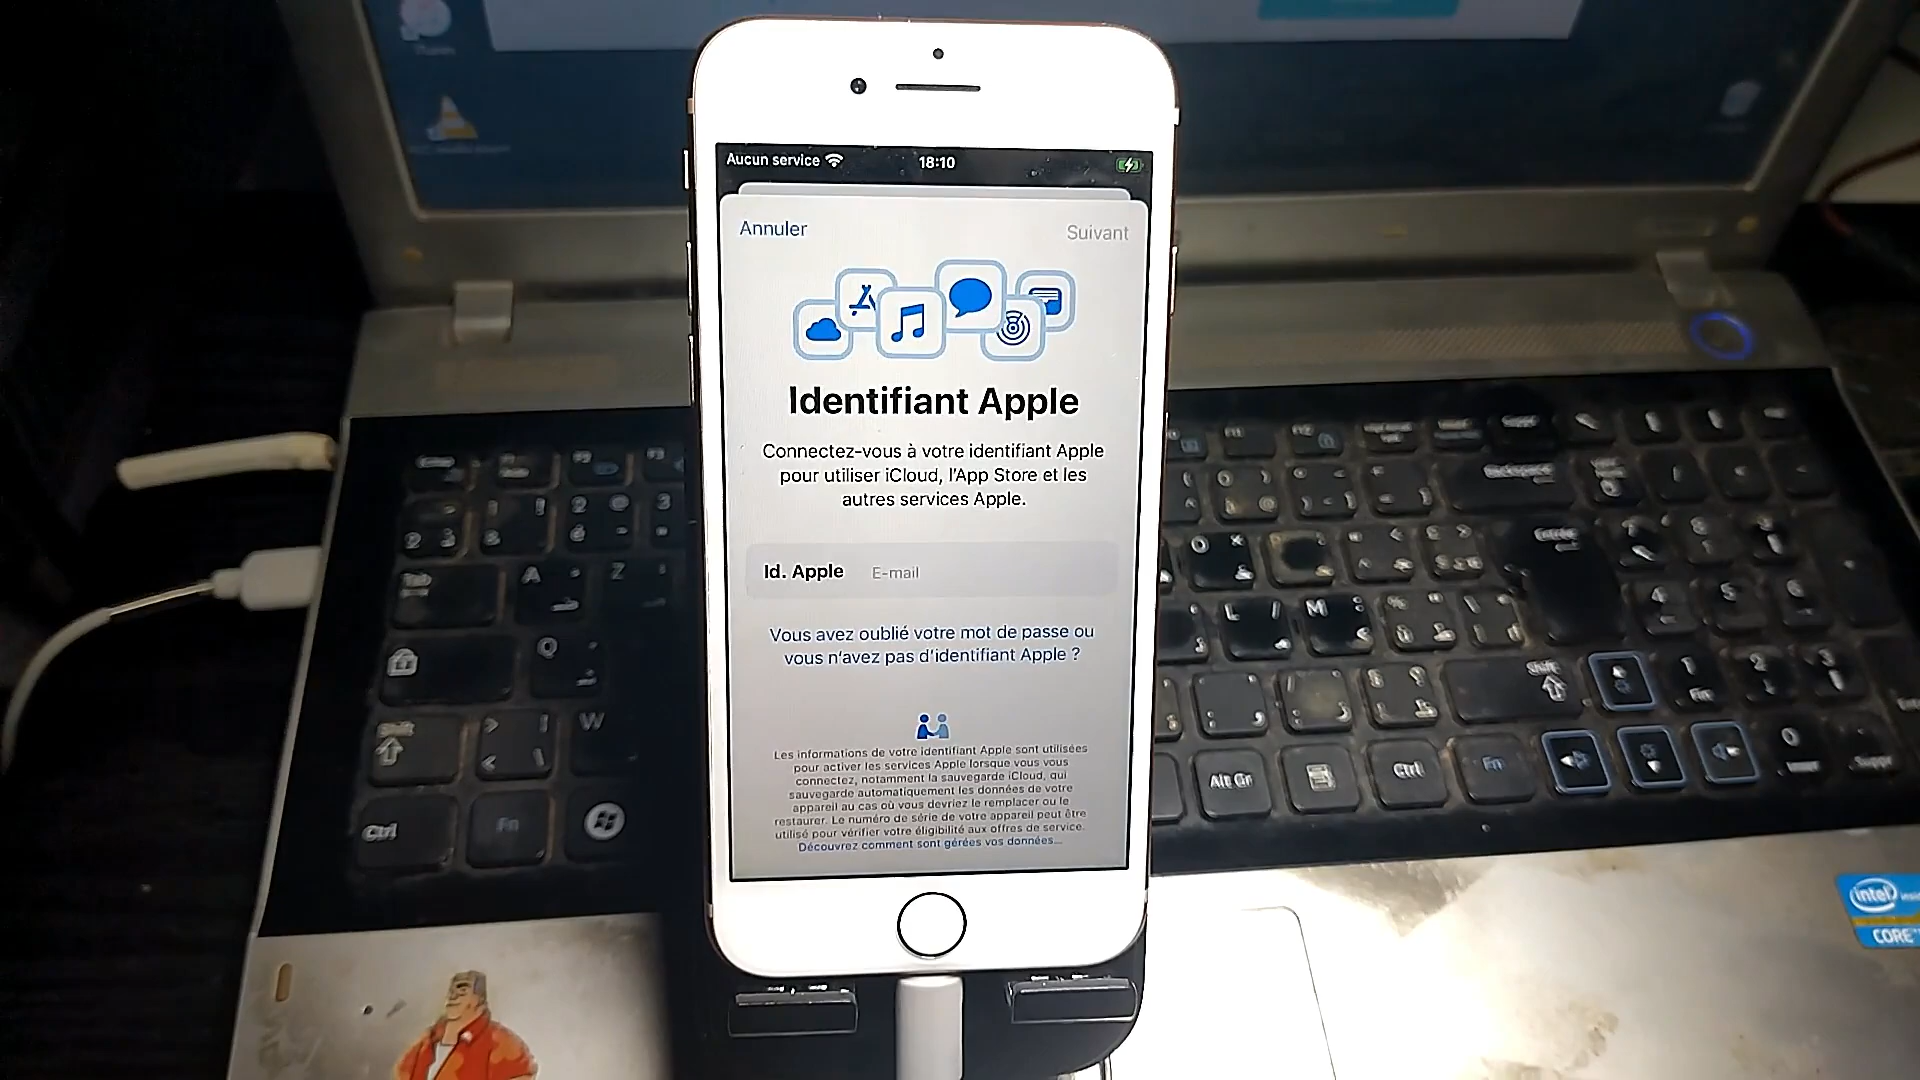 Aucun service
18:10
Annuler
Suivant
Identifiant Apple
Connectez-vous à votre identifiant Apple
pour utiliser iCloud, l'App Store et les
autres services Apple.
Id. Apple
E-mail
Vous avez oublié votre mot de passe ou
vous n'avez pas d'identifiant Apple ?
Les informations de votre identifiant Apple sont utilisées
pour activer les services Apple lorsque vous vous
connectez, notamment la sauvegarde iCloud, qui
sauvegarde automatiquement les données de votre
appareil au cas où vous devriez le remplacer ou le
restaurer. Le numéro de série de votre appareil peut être
utilisé pour vérifier votre éligibilité aux offres de service.
Découvrez comment sont gérées vos données...
Tab
A
Z
Q
W
Shift
Ctrl
Fn
Backspace
Entrée
L
M
Shift
Alt Gr
Ctrl
Fn
intel
CORE